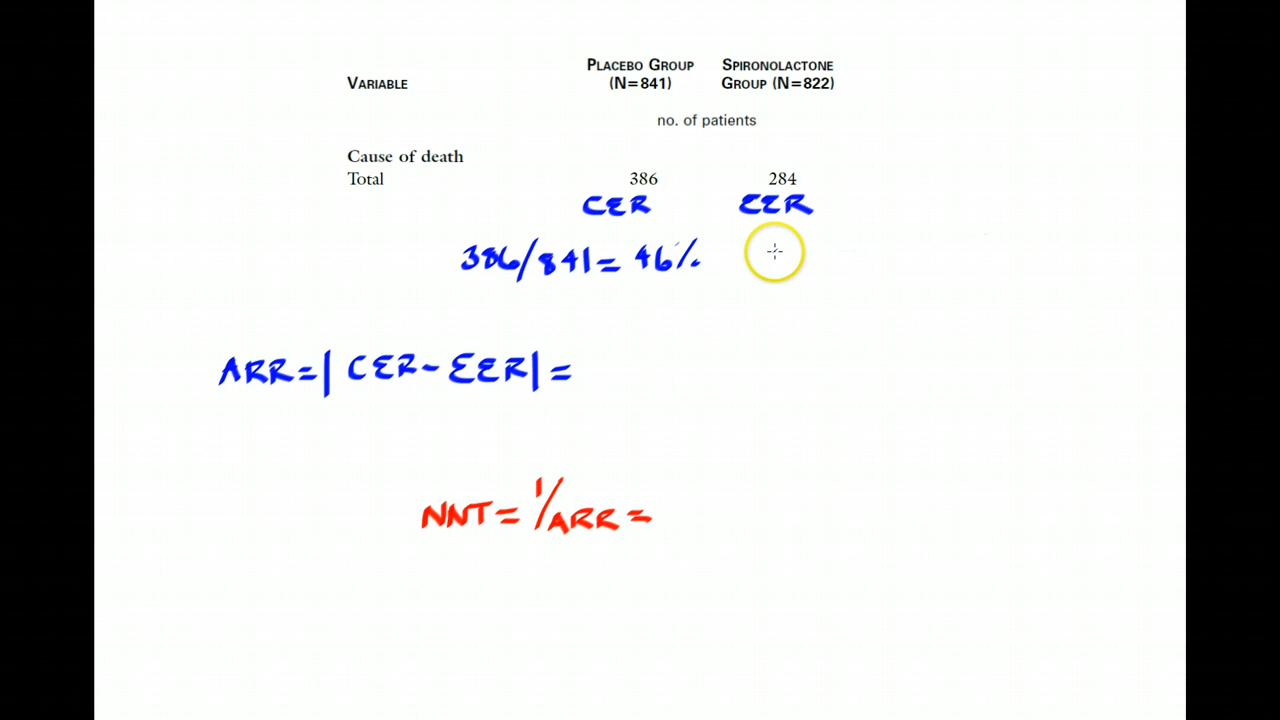 PLACEBO GROUP SPIRONOLACTONE
VARIABLE (N=841) GROUP (N=822)
no. of patients
Cause of death
Total 386 284
CER EER
386/841 = 46%
ARR = | CER - EER | =
NNT = 1/ARR =